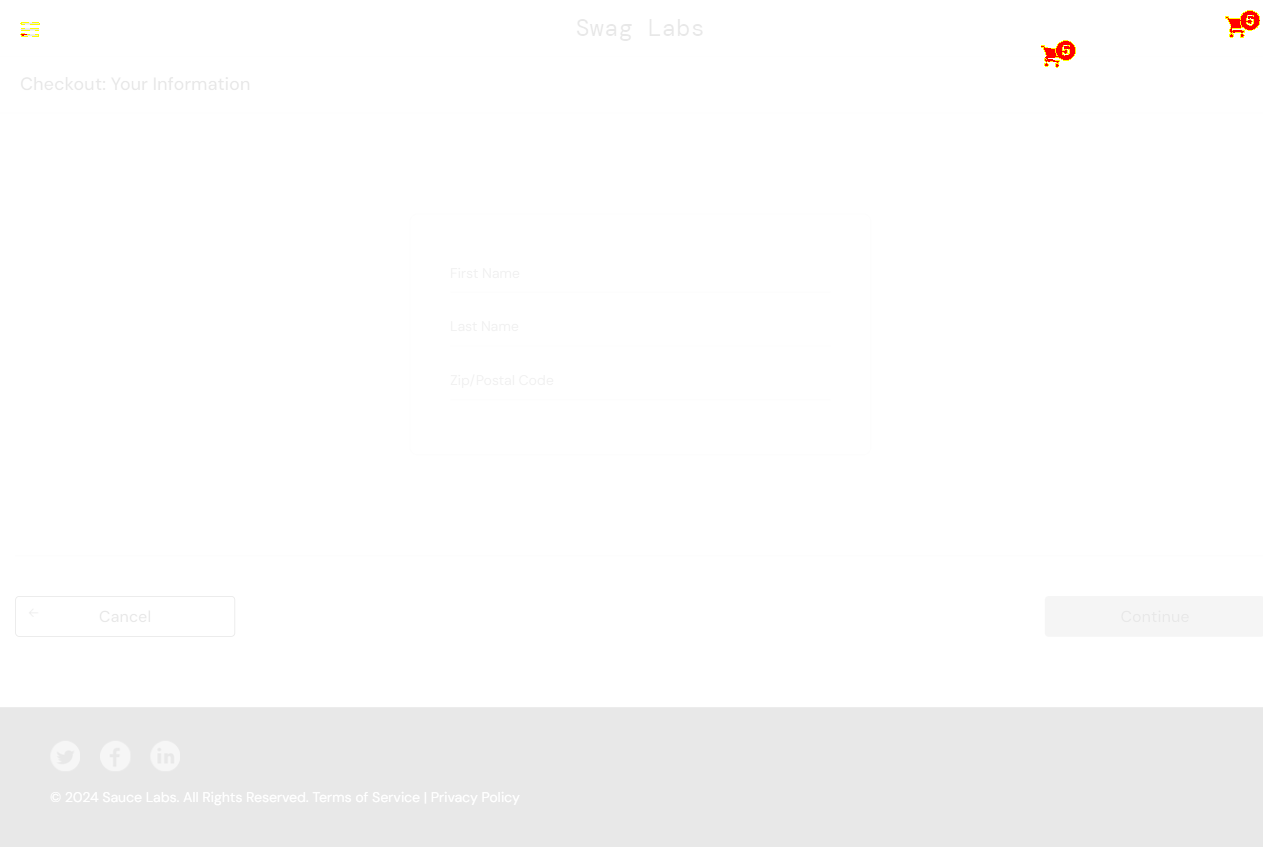 Swag Labs
5
5
Checkout: Your Information
First Name
Last Name
Zip/Postal Code
Cancel
Continue
© 2024 Sauce Labs. All Rights Reserved. Terms of Service | Privacy Policy